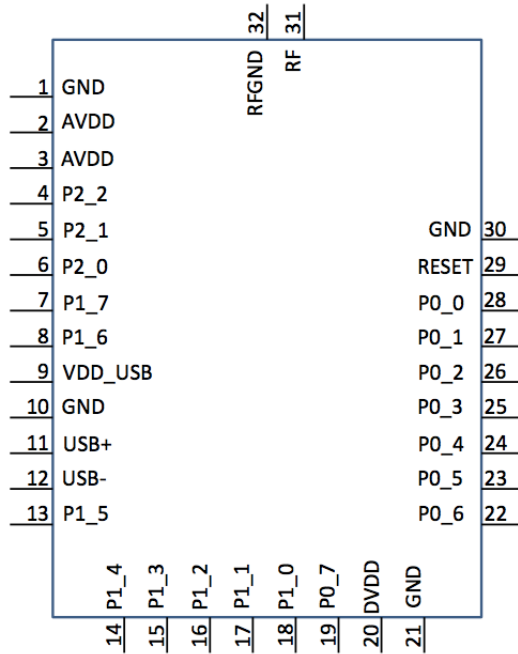 32 RFGND
31 RF
1 GND
2 AVDD
3 AVDD
4 P2_2
5 P2_1
6 P2_0
7 P1_7
8 P1_6
9 VDD_USB
10 GND
11 USB+
12 USB-
13 P1_5
GND 30
RESET 29
P0_0 28
P0_1 27
P0_2 26
P0_3 25
P0_4 24
P0_5 23
P0_6 22
14 P1_4
15 P1_3
16 P1_2
17 P1_1
18 P1_0
19 P0_7
20 DVDD
21 GND